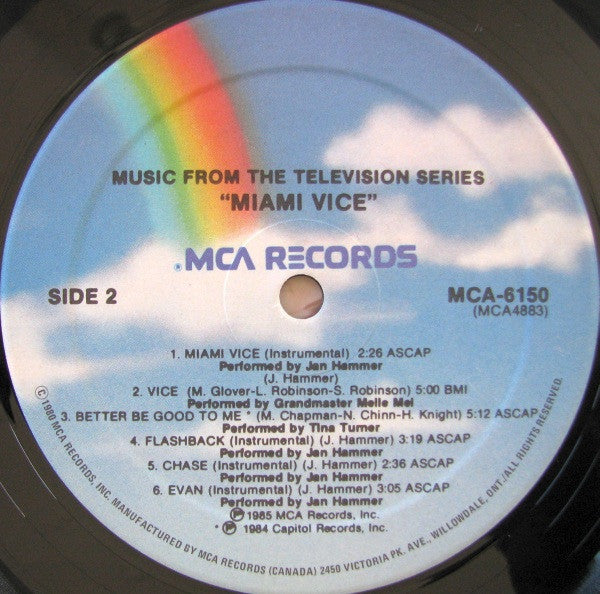 MUSIC FROM THE TELEVISION SERIES
"MIAMI VICE"
MCA RECORDS
SIDE 2
MCA-6150
(MCA4883)
1. MIAMI VICE (Instrumental) 2:26 ASCAP
Performed by Jan Hammer
(J. Hammer)
2. VICE (M. Glover-L. Robinson-S. Robinson) 5:00 BMI
Performed by Grandmaster Melle Mel
3. BETTER BE GOOD TO ME * (M. Chapman-N. Chinn-H. Knight) 5:12 ASCAP
Performed by Tina Turner
4. FLASHBACK (Instrumental) (J. Hammer) 3:19 ASCAP
Performed by Jan Hammer
5. CHASE (Instrumental) (J. Hammer) 2:36 ASCAP
Performed by Jan Hammer
6. EVAN (Instrumental) (J. Hammer) 3:05 ASCAP
Performed by Jan Hammer
℗ 1985 MCA Records, Inc.
* ℗ 1984 Capitol Records, Inc.
© 1980 MCA RECORDS, INC. MANUFACTURED BY MCA RECORDS (CANADA) 2450 VICTORIA PK. AVE., WILLOWDALE, ONT./ALL RIGHTS RESERVED.